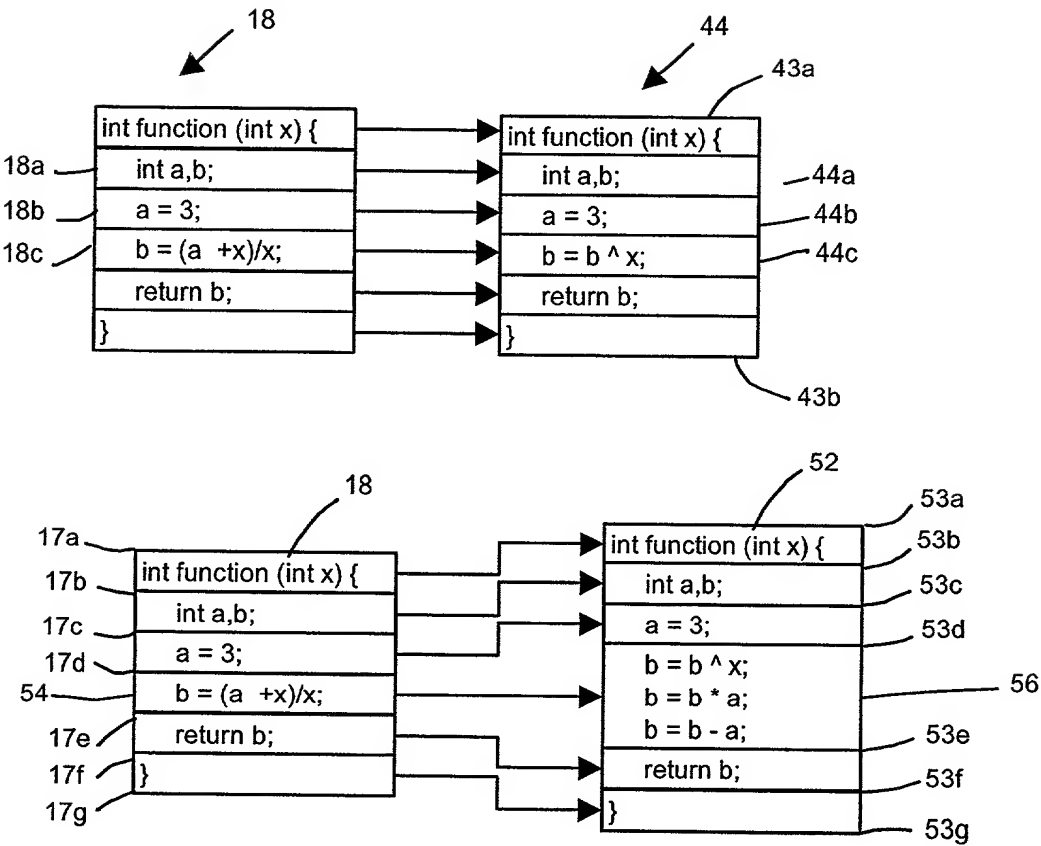 18
44
43a
int function (int x) {
int function (int x) {
18a
int a,b;
int a,b;
44a
18b
a = 3;
a = 3;
44b
18c
b = (a +x)/x;
b = b ^ x;
44c
return b;
return b;
}
}
43b
18
52
53a
17a
int function (int x) {
int function (int x) {
53b
17b
int a,b;
int a,b;
53c
17c
a = 3;
a = 3;
53d
17d
54
b = (a +x)/x;
b = b ^ x;
b = b * a;
b = b - a;
56
17e
return b;
return b;
53e
17f
}
}
53f
17g
53g